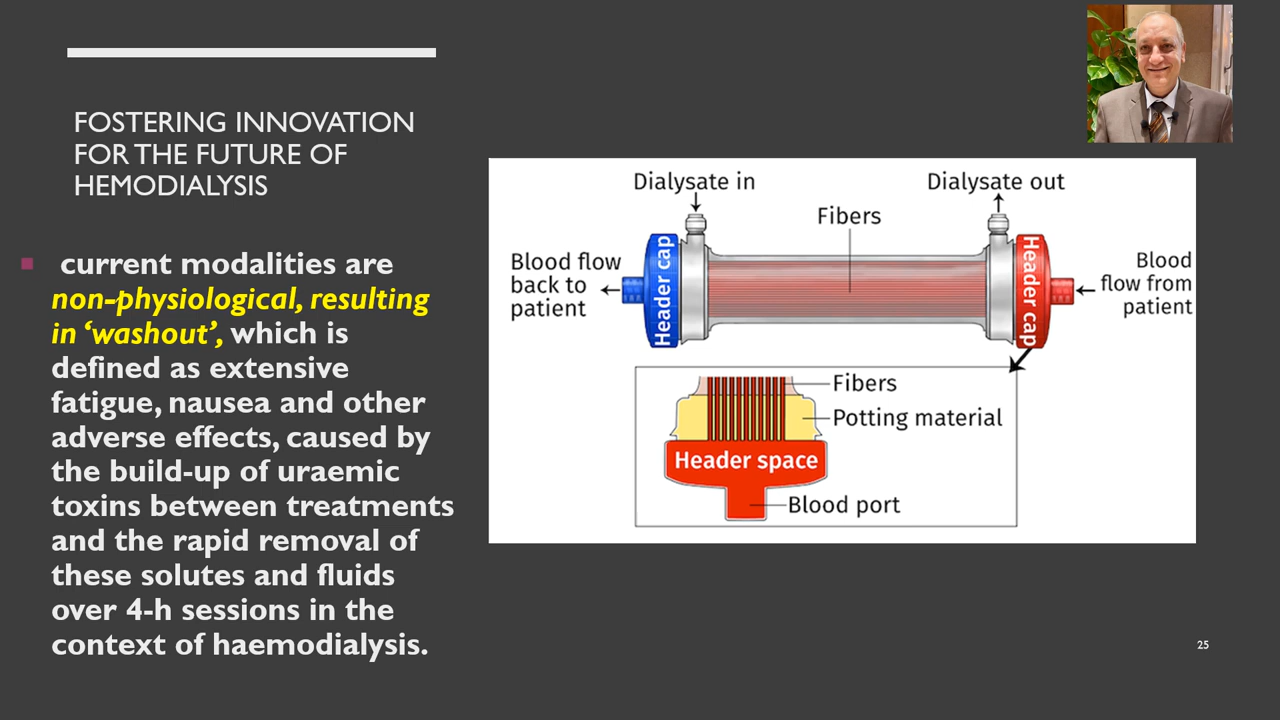 FOSTERING INNOVATION
FOR THE FUTURE OF
HEMODIALYSIS
current modalities are
non-physiological, resulting
in ‘washout’, which is
defined as extensive
fatigue, nausea and other
adverse effects, caused by
the build-up of uraemic
toxins between treatments
and the rapid removal of
these solutes and fluids
over 4-h sessions in the
context of haemodialysis.
Dialysate in
Dialysate out
Fibers
Blood flow
back to
patient
Header cap
Header cap
Blood
flow from
patient
Fibers
Potting material
Header space
Blood port
25